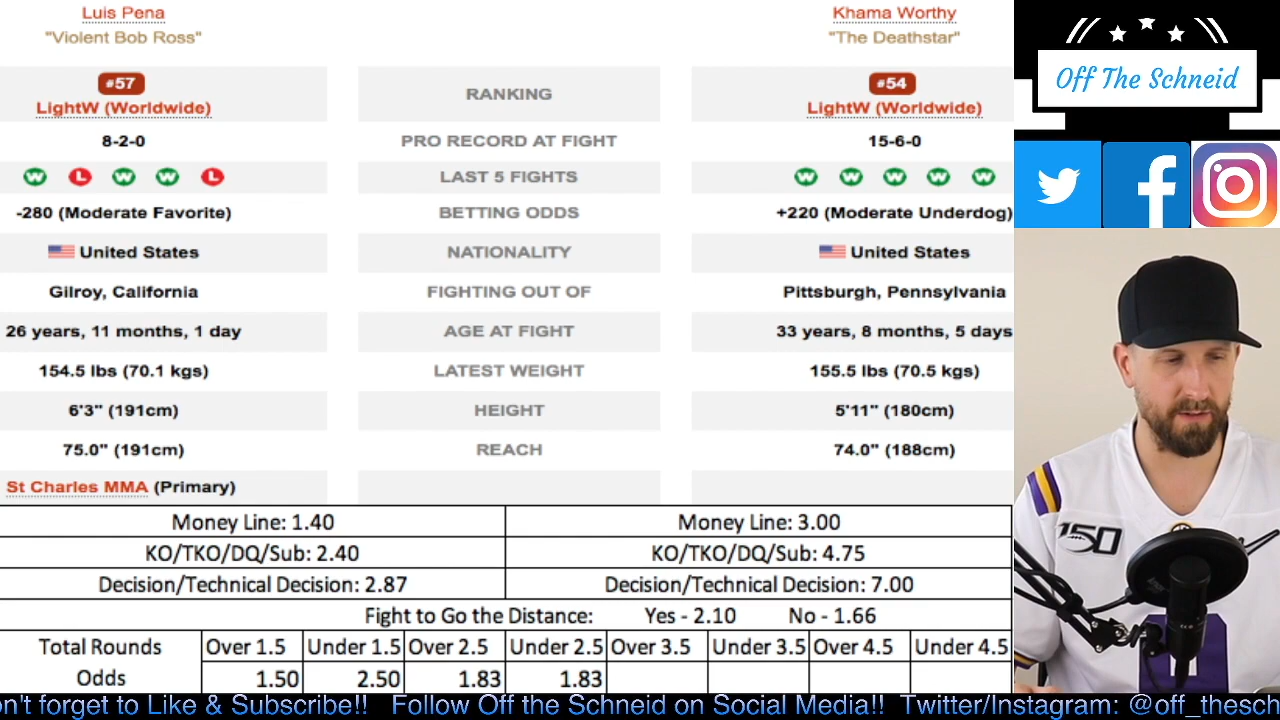 Luis Pena
"Violent Bob Ross"
Khama Worthy
"The Deathstar"
Off The Schneid
#57
LightW (Worldwide)
RANKING
#54
LightW (Worldwide)
8-2-0
PRO RECORD AT FIGHT
15-6-0
W L W W L
LAST 5 FIGHTS
W W W W W
-280 (Moderate Favorite)
BETTING ODDS
+220 (Moderate Underdog)
United States
NATIONALITY
United States
Gilroy, California
FIGHTING OUT OF
Pittsburgh, Pennsylvania
26 years, 11 months, 1 day
AGE AT FIGHT
33 years, 8 months, 5 days
154.5 lbs (70.1 kgs)
LATEST WEIGHT
155.5 lbs (70.5 kgs)
6'3" (191cm)
HEIGHT
5'11" (180cm)
75.0" (191cm)
REACH
74.0" (188cm)
St Charles MMA (Primary)
Money Line: 1.40
Money Line: 3.00
KO/TKO/DQ/Sub: 2.40
KO/TKO/DQ/Sub: 4.75
Decision/Technical Decision: 2.87
Decision/Technical Decision: 7.00
Fight to Go the Distance: Yes - 2.10 No - 1.66
Total Rounds Over 1.5 Under 1.5 Over 2.5 Under 2.5 Over 3.5 Under 3.5 Over 4.5 Under 4.5
Odds 1.50 2.50 1.83 1.83
150
on't forget to Like & Subscribe!! Follow Off the Schneid on Social Media!! Twitter/Instagram: @off_thesch